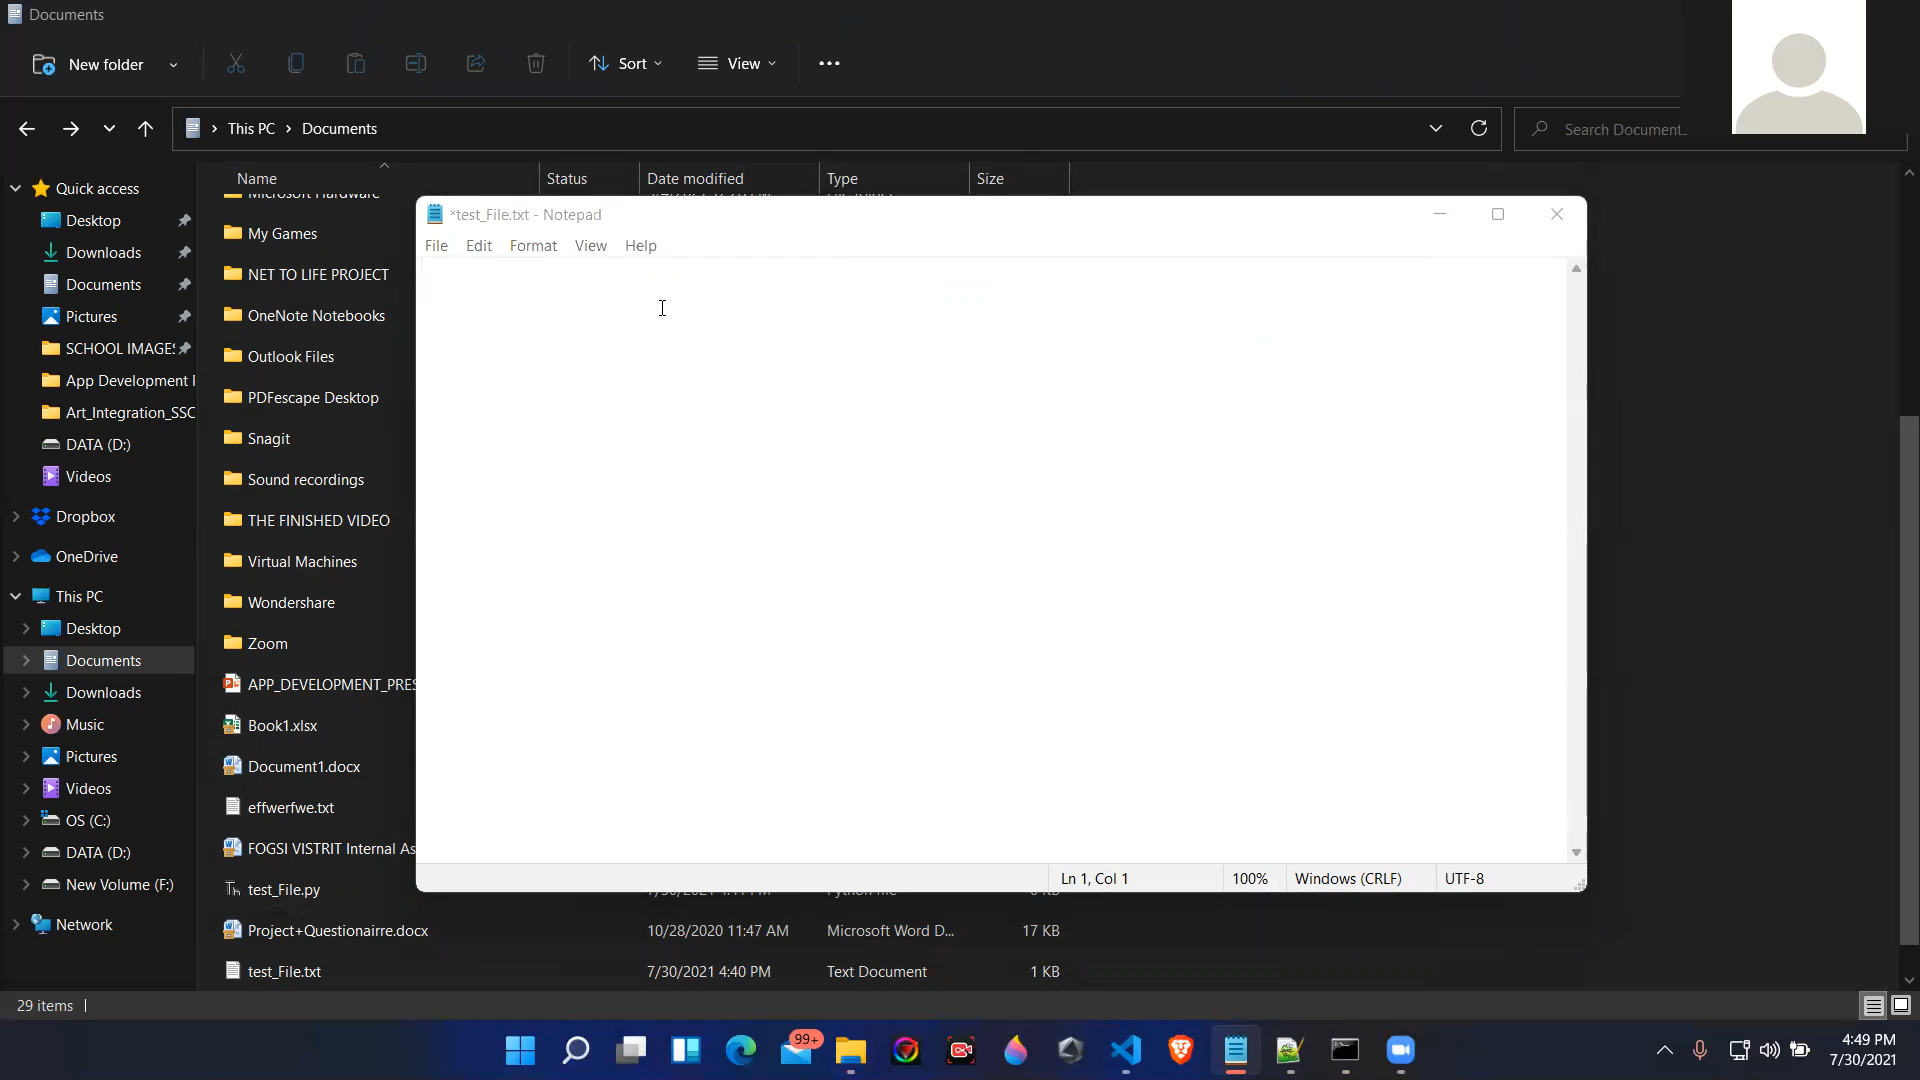 Documents
New folder
Sort
View
This PC
Documents
Search Document
Name
Status
Date modified
Type
Size
Quick access
Desktop
Downloads
Documents
Pictures
SCHOOL IMAGES
App Development
Art_Integration_SSC
DATA (D:)
Videos
Dropbox
OneDrive
This PC
Desktop
Documents
Downloads
Music
Pictures
Videos
OS (C:)
DATA (D:)
New Volume (F:)
Network
Microsoft Hardware
My Games
NET TO LIFE PROJECT
OneNote Notebooks
Outlook Files
PDFescape Desktop
Snagit
Sound recordings
THE FINISHED VIDEO
Virtual Machines
Wondershare
Zoom
APP_DEVELOPMENT_PRES
Book1.xlsx
Document1.docx
effwerfwe.txt
FOGSI VISTRIT Internal As
test_File.py
Project+Questionairre.docx 10/28/2020 11:47 AM Microsoft Word D... 17 KB
test_File.txt 7/30/2021 4:40 PM Text Document 1 KB
*test_File.txt - Notepad
File Edit Format View Help
Ln 1, Col 1 100% Windows (CRLF) UTF-8
29 items
99+
4:49 PM
7/30/2021